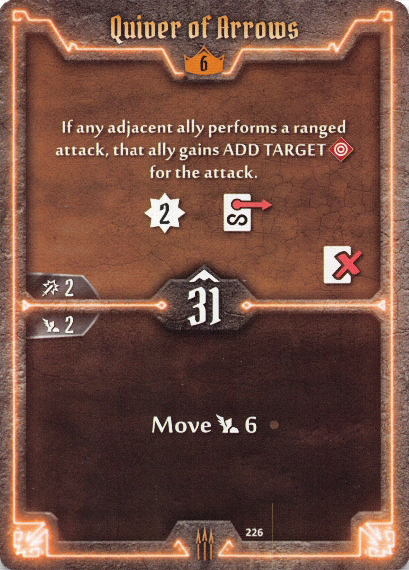 Quiver of Arrows
6
If any adjacent ally performs a ranged
attack, that ally gains ADD TARGET
for the attack.
2
S
2
31
2
Move 6
226